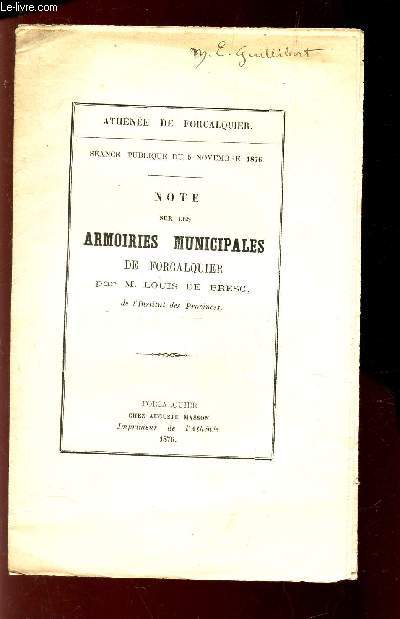 Le-livre.com
M. E. Guillibert
ATHÉNÉE DE FORCALQUIER.
SÉANCE PUBLIQUE DU 5 NOVEMBRE 1876
NOTE
SUR LES
ARMOIRIES MUNICIPALES
DE FORCALQUIER
par M. LOUIS DE BRESC,
de l'Institut des Provinces.
FORCALQUIER
CHEZ AUGUSTE MASSON
Imprimeur de l'Athénée
1876.